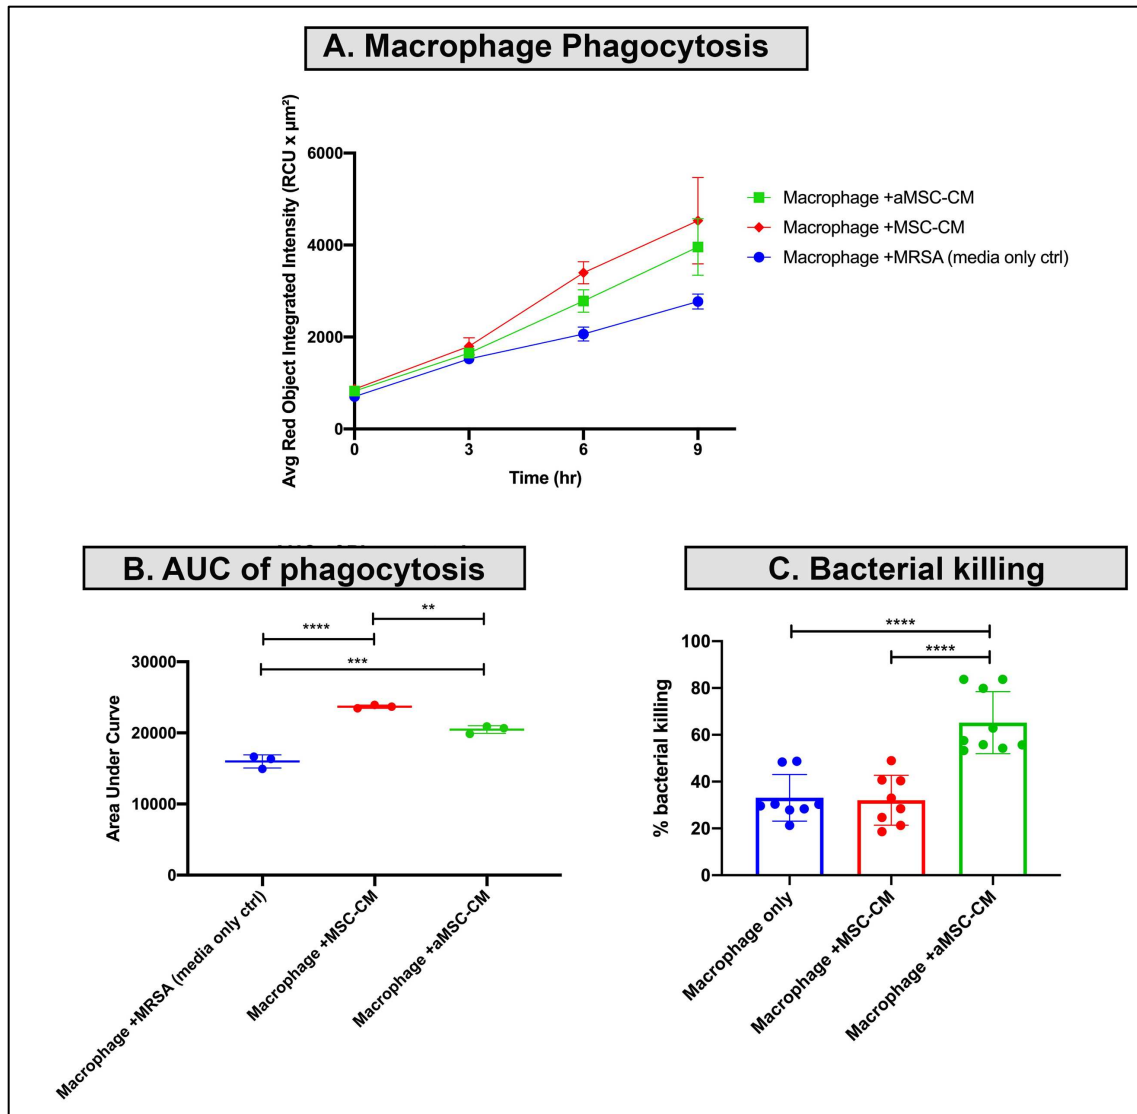 A. Macrophage Phagocytosis
Avg Red Object Integrated Intensity (RCU x µm²)
6000
4000
2000
0
0 3 6 9
Time (hr)
Macrophage +aMSC-CM
Macrophage +MSC-CM
Macrophage +MRSA (media only ctrl)
B. AUC of phagocytosis
**
****
***
Area Under Curve
30000
20000
10000
0
Macrophage +MRSA (media only ctrl)
Macrophage +MSC-CM
Macrophage +aMSC-CM
C. Bacterial killing
****
****
% bacterial killing
100
80
60
40
20
0
Macrophage only
Macrophage +MSC-CM
Macrophage +aMSC-CM